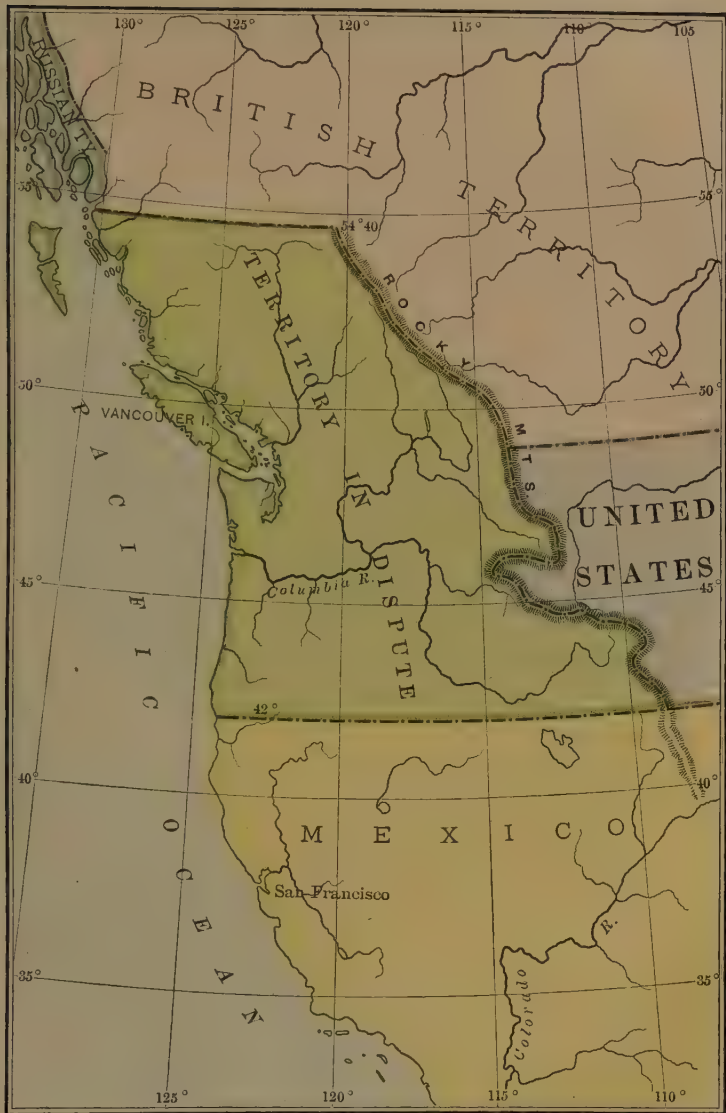 130° 125° 120° 115° 110° 105
RUSSIAN TY.
BRITISH TERRITORY
55° 55°
54° 40
ROCKY MTS.
TERRITORY IN DISPUTE
50° 50°
VANCOUVER I.
PACIFIC OCEAN
UNITED
STATES
45° 45°
Columbia R.
42°
40° 40°
MEXICO
San Francisco
35° 35°
Colorado R.
125° 120° 115° 110°